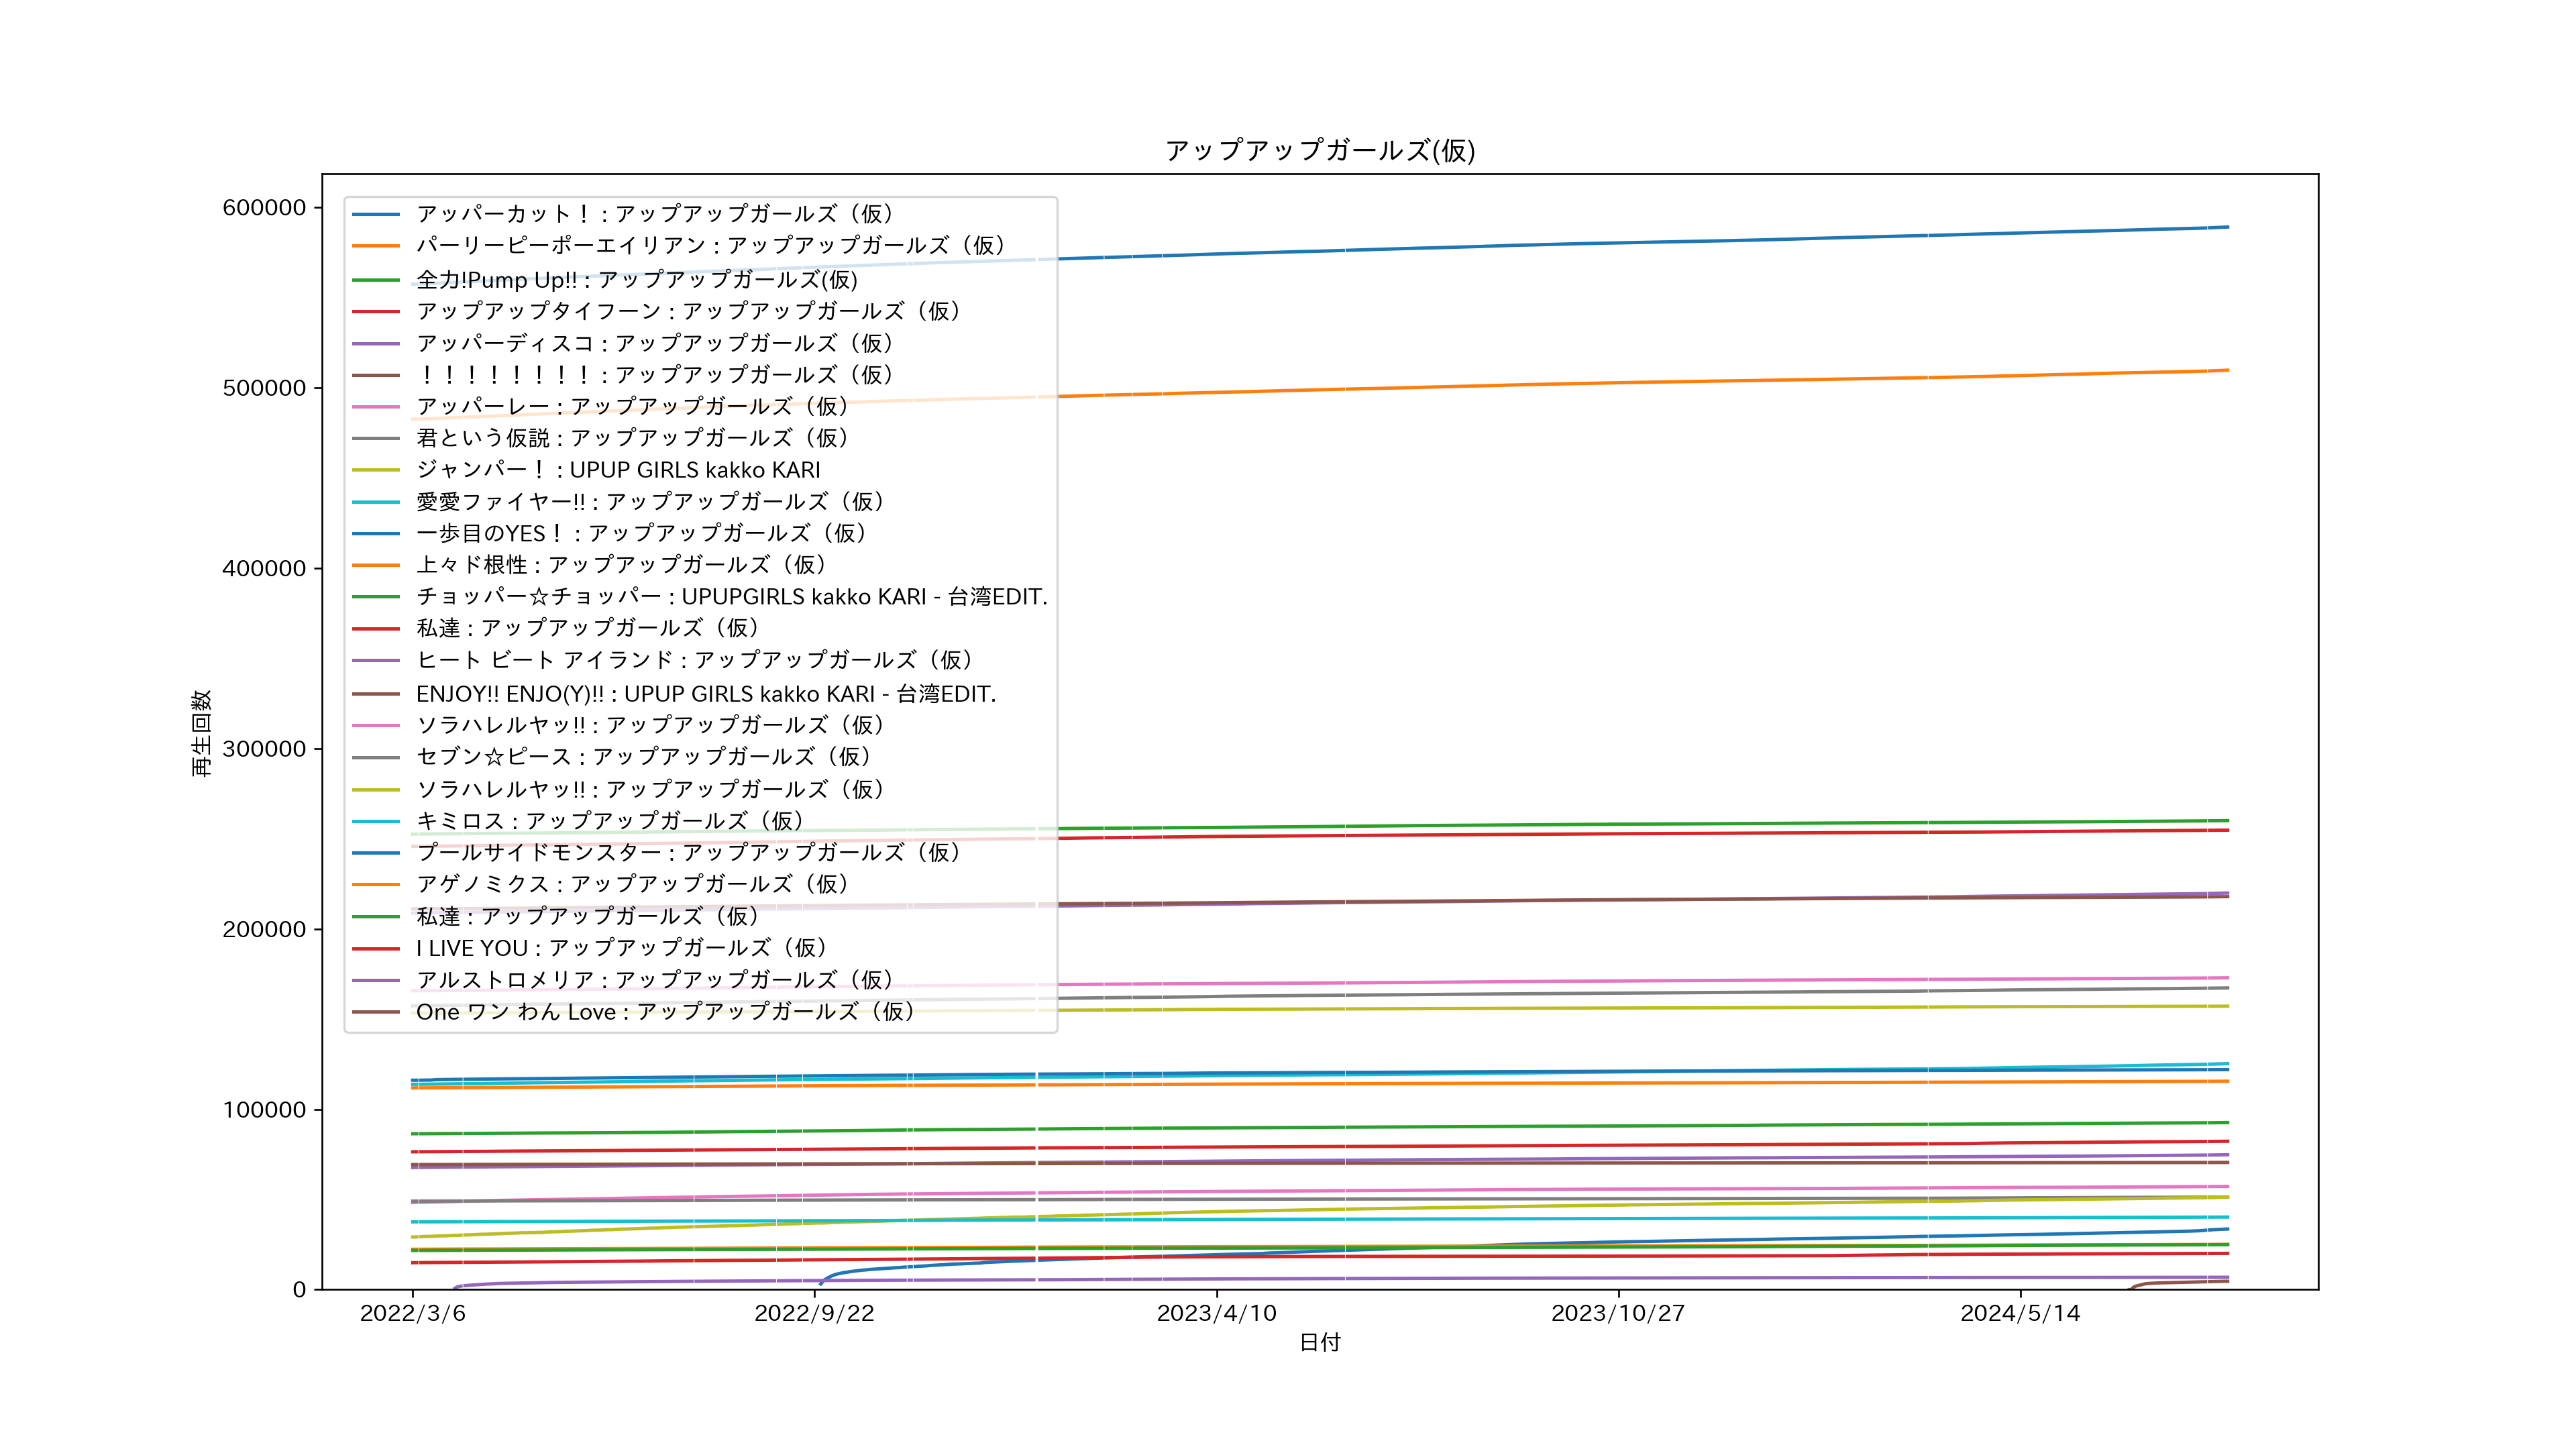 アップアップガールズ(仮)
600000
500000
400000
300000
200000
100000
0
再生回数
アッパーカット！ : アップアップガールズ（仮）
パーリーピーポーエイリアン : アップアップガールズ（仮）
全力!Pump Up!! : アップアップガールズ(仮)
アップアップタイフーン : アップアップガールズ（仮）
アッパーディスコ : アップアップガールズ（仮）
！！！！！！！！ : アップアップガールズ（仮）
アッパーレー : アップアップガールズ（仮）
君という仮説 : アップアップガールズ（仮）
ジャンパー！ : UPUP GIRLS kakko KARI
愛愛ファイヤー!! : アップアップガールズ（仮）
一歩目のYES！ : アップアップガールズ（仮）
上々ド根性 : アップアップガールズ（仮）
チョッパー☆チョッパー : UPUPGIRLS kakko KARI - 台湾EDIT.
私達 : アップアップガールズ（仮）
ヒート ビート アイランド : アップアップガールズ（仮）
ENJOY!! ENJO(Y)!! : UPUP GIRLS kakko KARI - 台湾EDIT.
ソラハレルヤッ!! : アップアップガールズ（仮）
セブン☆ピース : アップアップガールズ（仮）
ソラハレルヤッ!! : アップアップガールズ（仮）
キミロス : アップアップガールズ（仮）
プールサイドモンスター : アップアップガールズ（仮）
アゲノミクス : アップアップガールズ（仮）
私達 : アップアップガールズ（仮）
I LIVE YOU : アップアップガールズ（仮）
アルストロメリア : アップアップガールズ（仮）
One ワン わん Love : アップアップガールズ（仮）
2022/3/6
2022/9/22
2023/4/10
2023/10/27
2024/5/14
日付